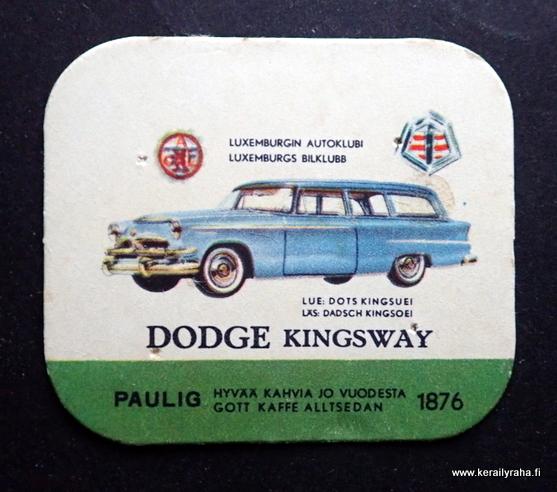 LUXEMBURGIN AUTOKLUBI
LUXEMBURGS BILKLUBB
LUE: DOTS KINGSUEI
LÄS: DADSCH KINGSOEI
DODGE KINGSWAY
PAULIG
HYVÄÄ KAHVIA JO VUODESTA
GOTT KAFFE ALLTSEDAN
1876
www.kerailyraha.fi